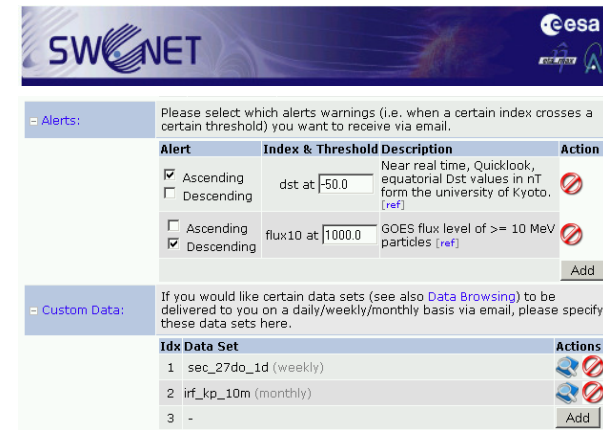 SWENET
esa
Alerts:
Please select which alerts warnings (i.e. when a certain index crosses a
certain threshold) you want to receive via email.
Alert Index & Threshold Description Action
Ascending
Descending
dst at -50.0
Near real time, Quicklook,
equatorial Dst values in nT
form the university of Kyoto.
[ref]
Ascending
Descending
flux10 at 1000.0
GOES flux level of >= 10 MeV
particles [ref]
Add
Custom Data:
If you would like certain data sets (see also Data Browsing) to be
delivered to you on a daily/weekly/monthly basis via email, please specify
these data sets here.
Idx Data Set Actions
1 sec_27do_1d (weekly)
2 irf_kp_10m (monthly)
3 - Add